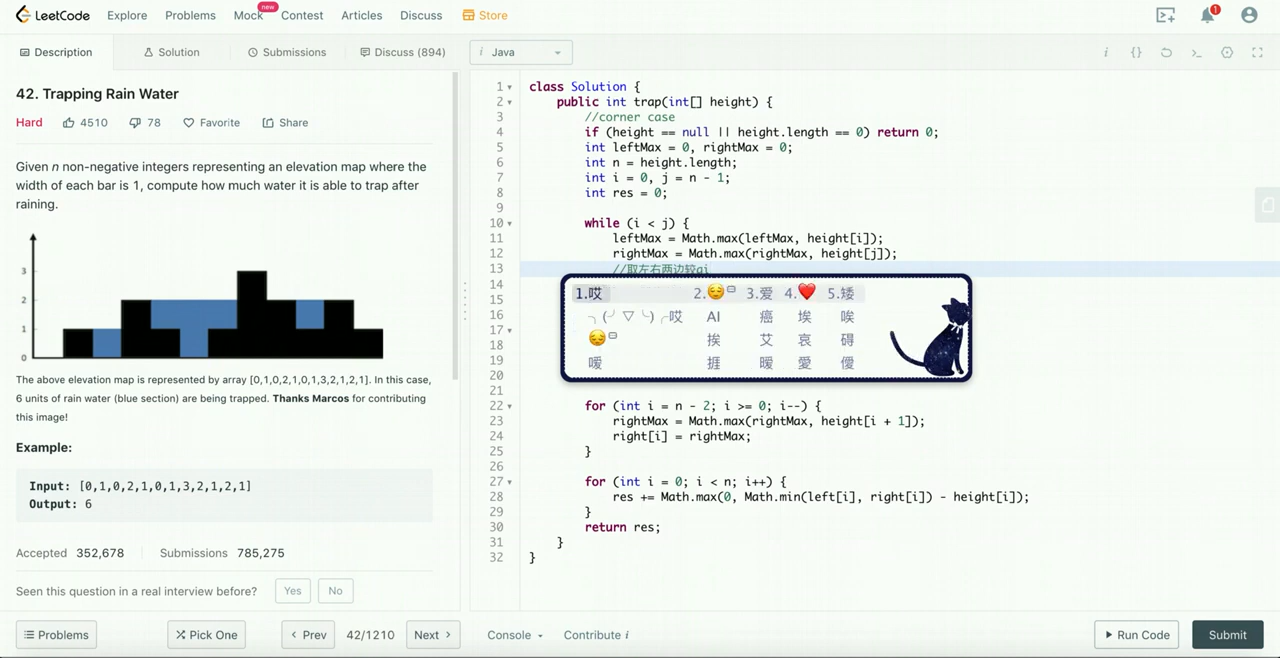 LeetCode Explore Problems Mock new Contest Articles Discuss Store 1
Description Solution Submissions Discuss (894)
42. Trapping Rain Water
Hard 4510 78 Favorite Share
Given n non-negative integers representing an elevation map where the
width of each bar is 1, compute how much water it is able to trap after
raining.
3
2
1
0
The above elevation map is represented by array [0,1,0,2,1,0,1,3,2,1,2,1]. In this case,
6 units of rain water (blue section) are being trapped. Thanks Marcos for contributing
this image!
Example:
Input: [0,1,0,2,1,0,1,3,2,1,2,1]
Output: 6
Accepted 352,678 Submissions 785,275
Seen this question in a real interview before? Yes No
Problems Pick One Prev 42/1210 Next
i Java
1 class Solution {
2 public int trap(int[] height) {
3 //corner case
4 if (height == null || height.length == 0) return 0;
5 int leftMax = 0, rightMax = 0;
6 int n = height.length;
7 int i = 0, j = n - 1;
8 int res = 0;
9
10 while (i < j) {
11 leftMax = Math.max(leftMax, height[i]);
12 rightMax = Math.max(rightMax, height[j]);
13 //取左右两边较ai
14
15
16
17
18
19
20
21
1.哎 2.😔 3.爱 4.❤️ 5.矮
╮(╯▽╰)╭哎 AI 癌 埃 唉
😔 挨 艾 哀 碍
嗳 捱 暧 愛 僾
22 for (int i = n - 2; i >= 0; i--) {
23 rightMax = Math.max(rightMax, height[i + 1]);
24 right[i] = rightMax;
25 }
26
27 for (int i = 0; i < n; i++) {
28 res += Math.max(0, Math.min(left[i], right[i]) - height[i]);
29 }
30 return res;
31 }
32 }
Console Contribute i Run Code Submit